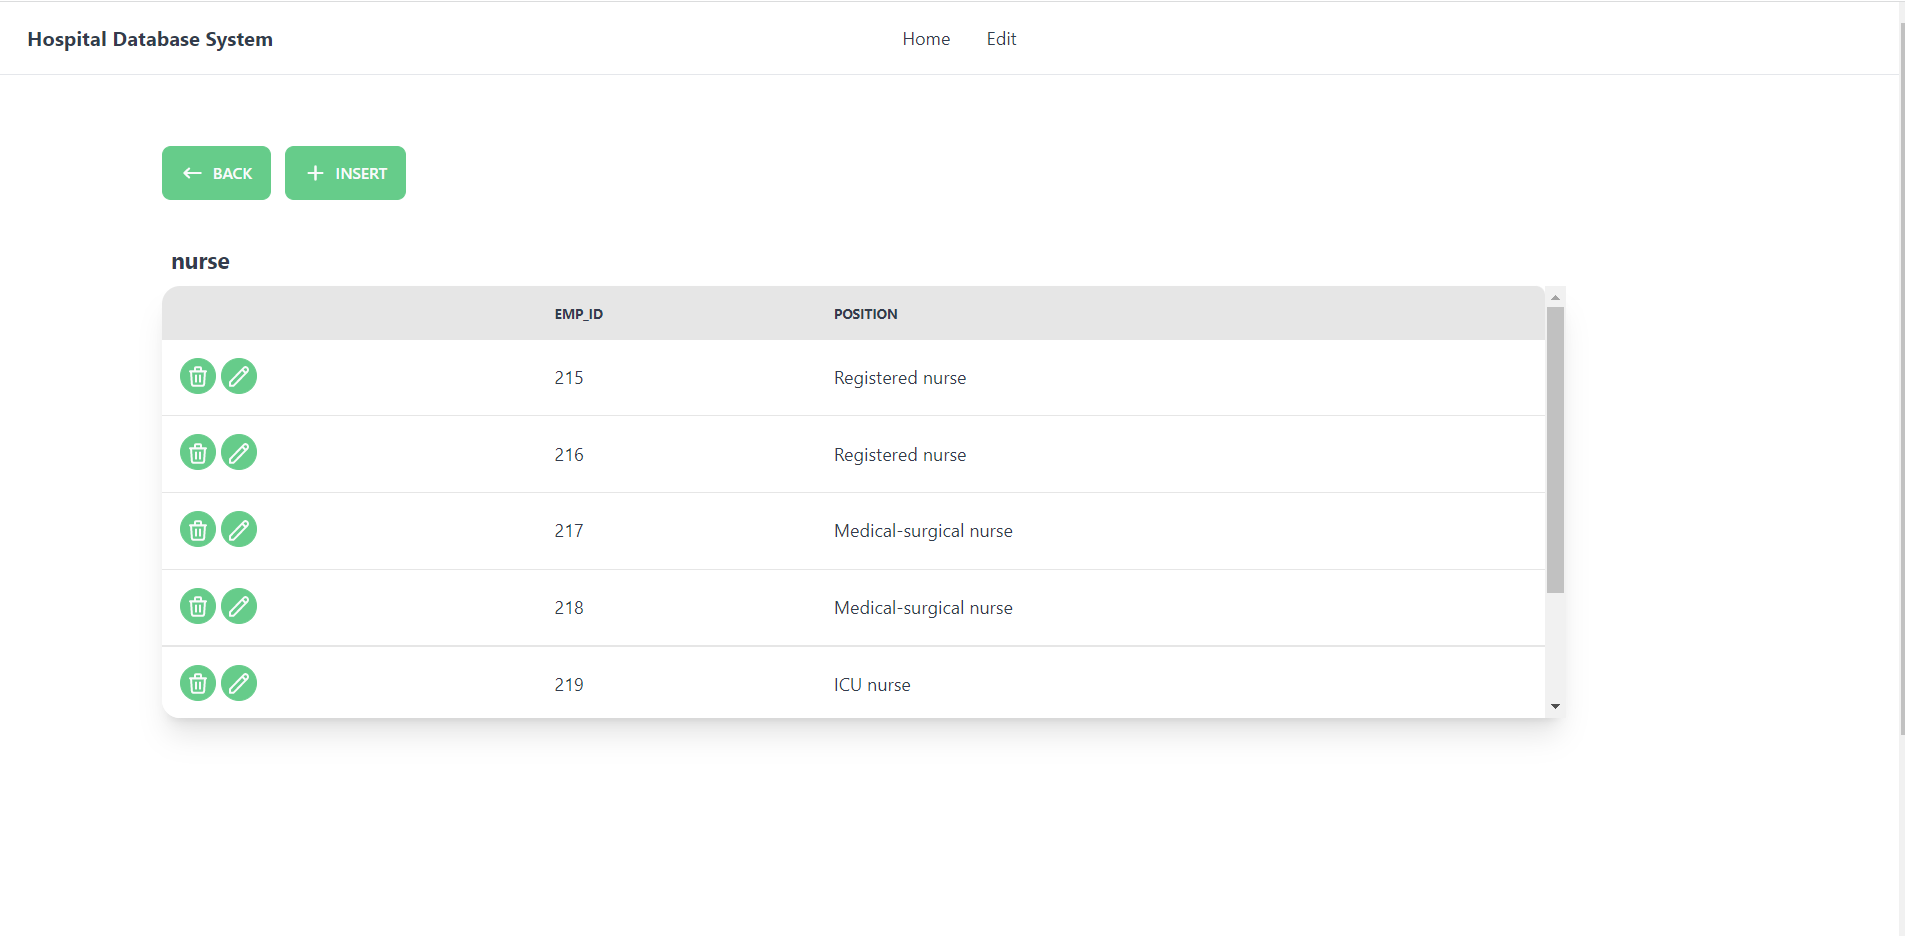 Hospital Database System Home Edit
BACK INSERT
nurse
EMP_ID POSITION
215 Registered nurse
216 Registered nurse
217 Medical-surgical nurse
218 Medical-surgical nurse
219 ICU nurse